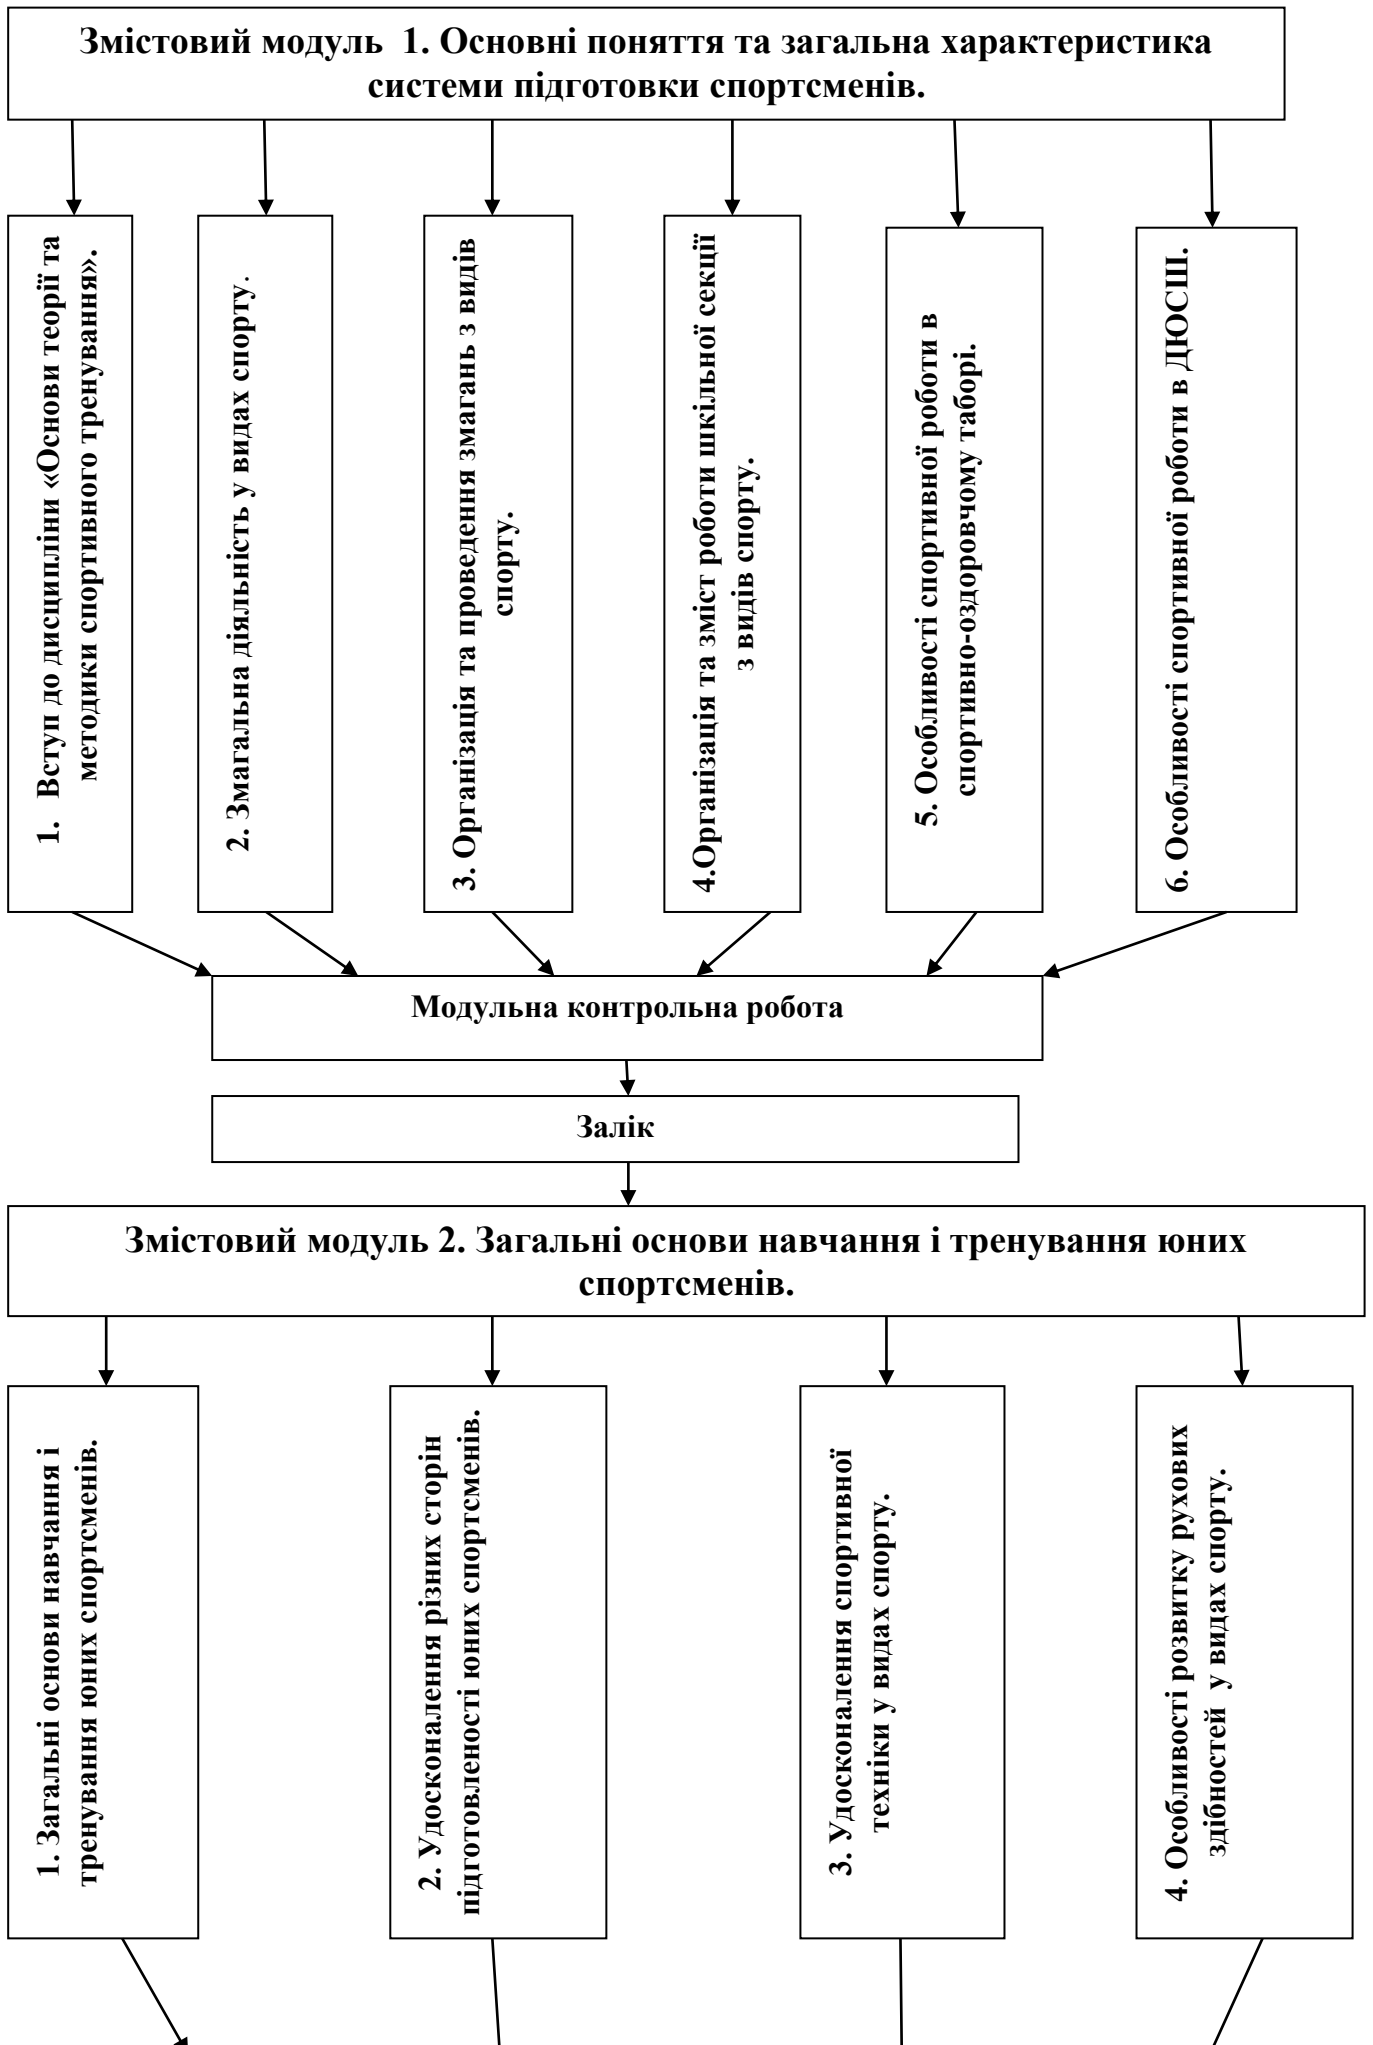 Змістовий модуль  1. Основні поняття та загальна характеристика
системи підготовки спортсменів.
1.   Вступ до дисципліни «Основи теорії та
методики спортивного тренування».
2. Змагальна діяльність у видах спорту.
3. Організація та проведення змагань з видів
спорту.
4.Організація та зміст роботи шкільної секції
з видів спорту.
5. Особливості спортивної роботи в
спортивно-оздоровчому таборі.
6. Особливості спортивної роботи в ДЮСШ.
Модульна контрольна робота
Залік
Змістовий модуль 2. Загальні основи навчання і тренування юних
спортсменів.
1. Загальні основи навчання і
тренування юних спортсменів.
2. Удосконалення різних сторін
підготовленості юних спортсменів.
3. Удосконалення спортивної
техніки у видах спорту.
4. Особливості розвитку рухових
здібностей  у видах спорту.